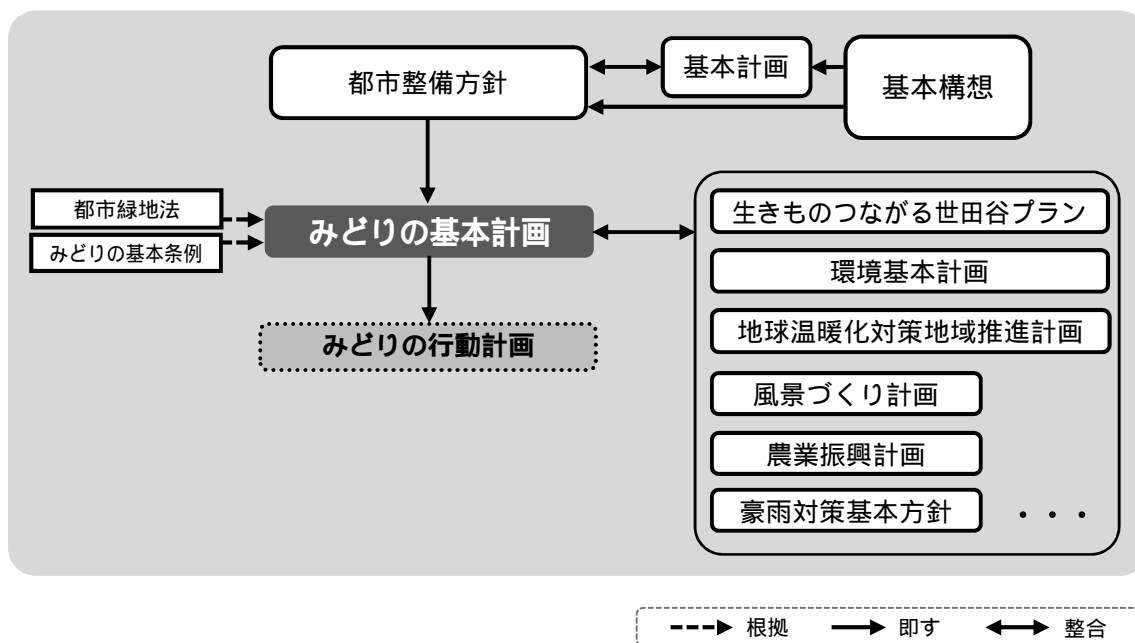 都市整備方針
基本計画
基本構想
都市緑地法
みどりの基本条例
みどりの基本計画
みどりの行動計画
生きものつながる世田谷プラン
環境基本計画
地球温暖化対策地域推進計画
風景づくり計画
農業振興計画
豪雨対策基本方針 ・・・
根拠 即す 整合